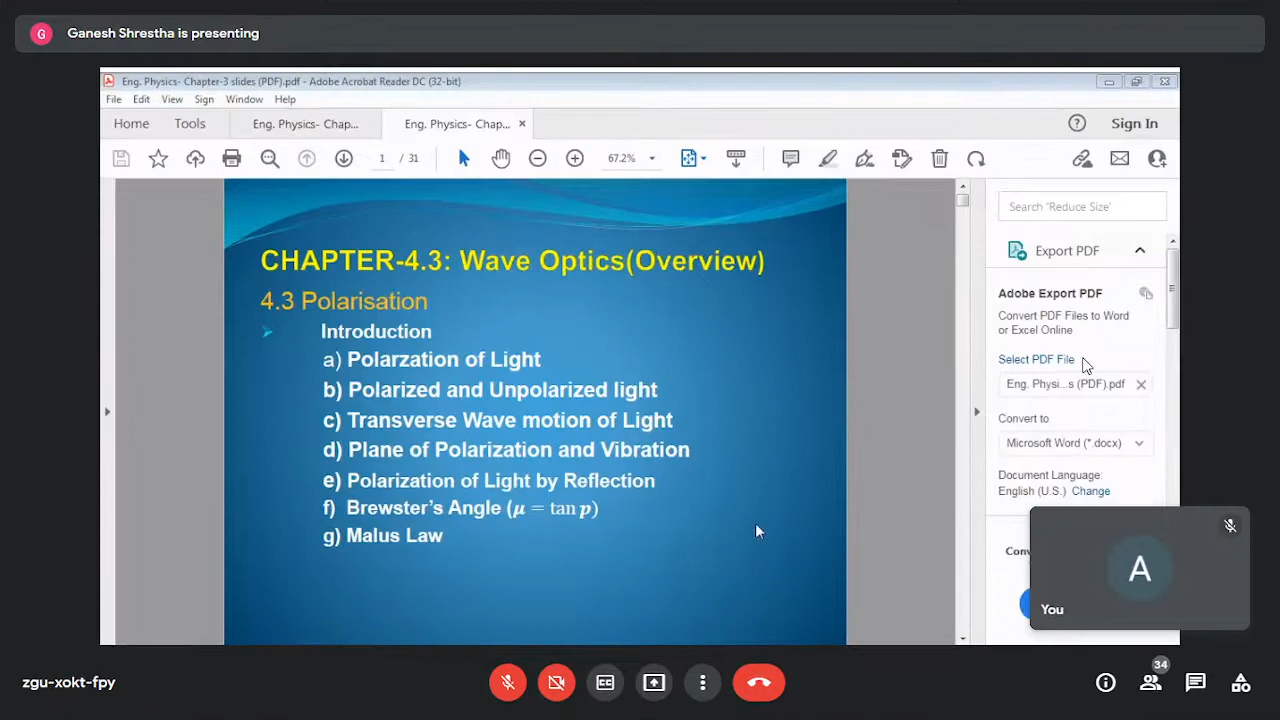 G Ganesh Shrestha is presenting
Eng. Physics- Chapter-3 slides (PDF).pdf - Adobe Acrobat Reader DC (32-bit)
File Edit View Sign Window Help
Home Tools Eng. Physics- Chap... Eng. Physics- Chap... × Sign In
1 / 31 67.2%
Search 'Reduce Size'
Export PDF
Adobe Export PDF
Convert PDF Files to Word
or Excel Online
Select PDF File
Eng. Physi...s (PDF).pdf
Convert to
Microsoft Word (*.docx)
Document Language:
English (U.S.) Change
CHAPTER-4.3: Wave Optics(Overview)
4.3 Polarisation
Introduction
a) Polarzation of Light
b) Polarized and Unpolarized light
c) Transverse Wave motion of Light
d) Plane of Polarization and Vibration
e) Polarization of Light by Reflection
f) Brewster's Angle (μ = tan p)
g) Malus Law
A
You
zgu-xokt-fpy
CC
34